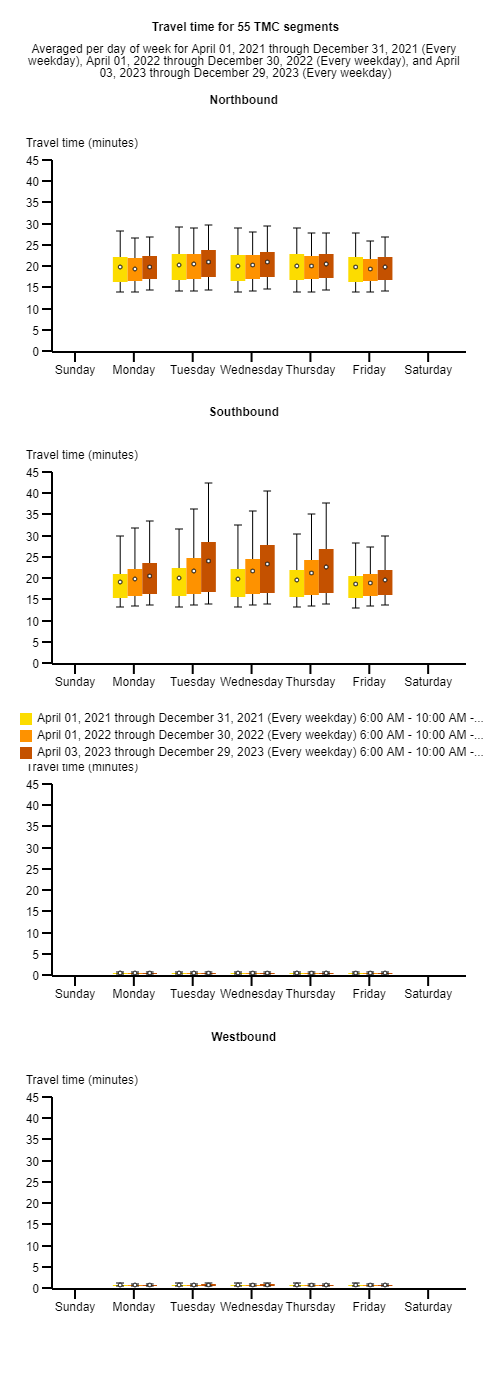 Travel time for 55 TMC segments
Averaged per day of week for April 01, 2021 through December 31, 2021 (Every
weekday), April 01, 2022 through December 30, 2022 (Every weekday), and April
03, 2023 through December 29, 2023 (Every weekday)
Northbound
Travel time (minutes)
45
40
35
30
25
20
15
10
5
0
Sunday Monday Tuesday Wednesday Thursday Friday Saturday
Southbound
Travel time (minutes)
45
40
35
30
25
20
15
10
5
0
Sunday Monday Tuesday Wednesday Thursday Friday Saturday
April 01, 2021 through December 31, 2021 (Every weekday) 6:00 AM - 10:00 AM -...
April 01, 2022 through December 30, 2022 (Every weekday) 6:00 AM - 10:00 AM -...
April 03, 2023 through December 29, 2023 (Every weekday) 6:00 AM - 10:00 AM -...
Travel time (minutes)
45
40
35
30
25
20
15
10
5
0
Sunday Monday Tuesday Wednesday Thursday Friday Saturday
Westbound
Travel time (minutes)
45
40
35
30
25
20
15
10
5
0
Sunday Monday Tuesday Wednesday Thursday Friday Saturday